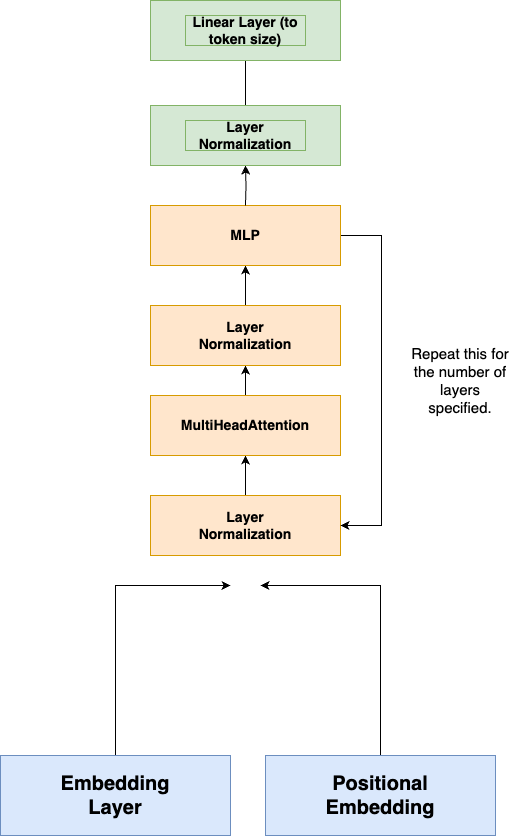 Linear Layer (to
token size)
Layer
Normalization
MLP
Layer
Normalization
Repeat this for
the number of
layers
specified.
MultiHeadAttention
Layer
Normalization
Embedding
Layer
Positional
Embedding